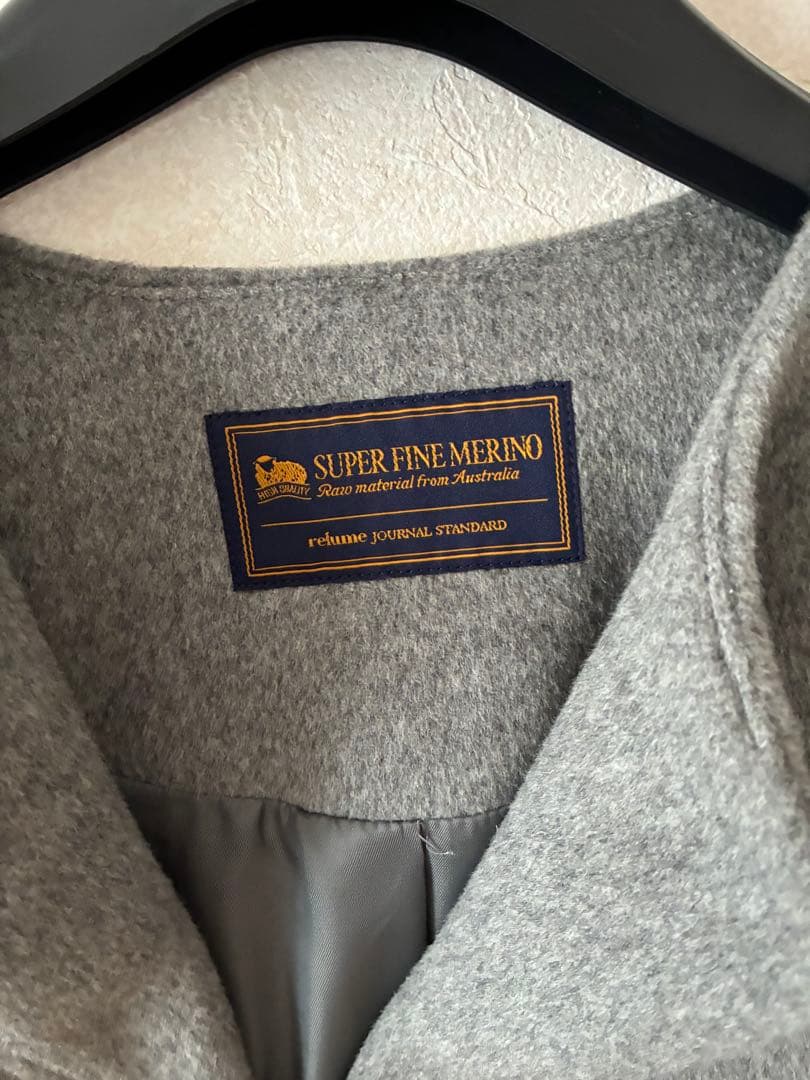 SUPER FINE MERINO
HIGH QUALITY
Raw material from Australia
relume JOURNAL STANDARD